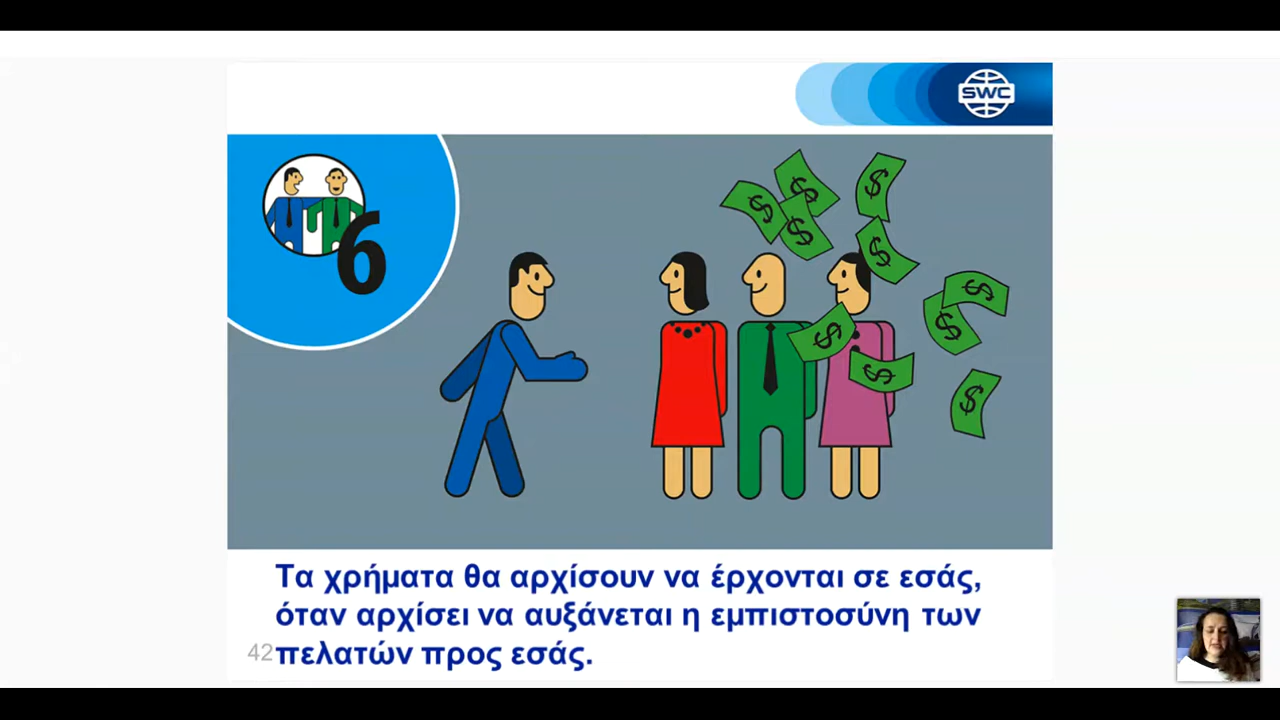 SWC
6
$ $ $ $ $ $ $ $ $ $ $
Τα χρήματα θα αρχίσουν να έρχονται σε εσάς,
όταν αρχίσει να αυξάνεται η εμπιστοσύνη των
42 πελατών προς εσάς.